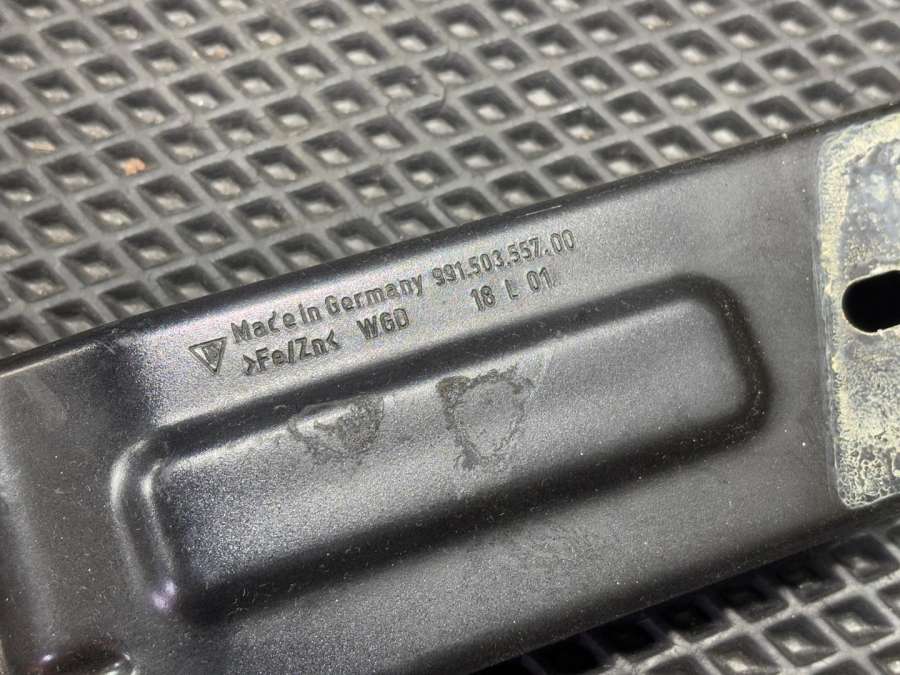 Made in Germany 991.503.557.00
>Fe/Zn< WGD 18 L 01